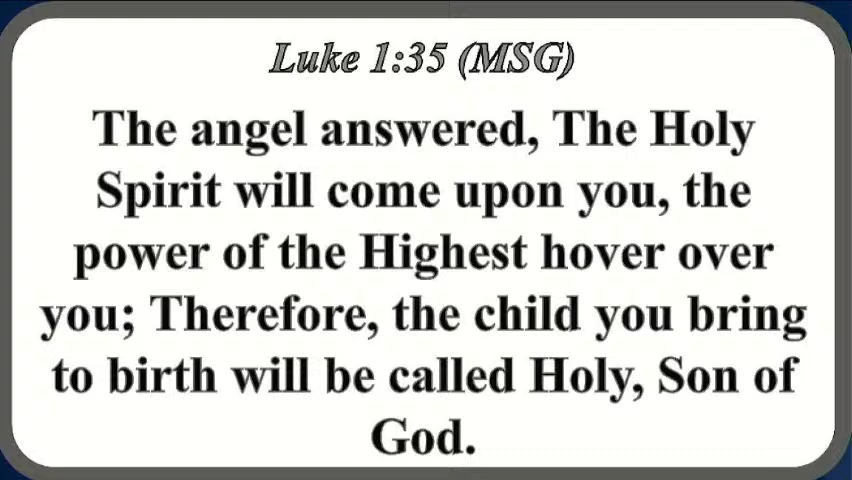 Luke 1:35 (MSG)
The angel answered, The Holy
Spirit will come upon you, the
power of the Highest hover over
you; Therefore, the child you bring
to birth will be called Holy, Son of
God.